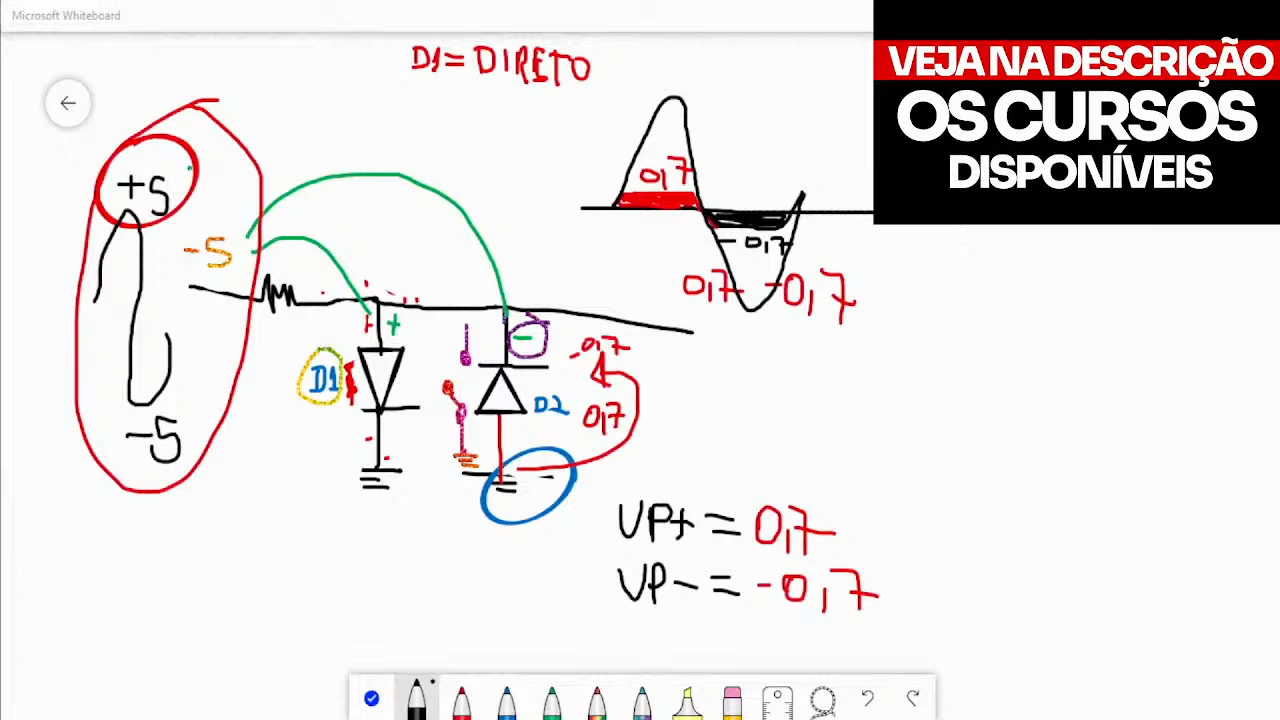 Microsoft Whiteboard
D1 = DIRETO
VEJA NA DESCRIÇÃO
OS CURSOS
DISPONÍVEIS
+5
-5
-5
0,7
-0,7
0,7 -0,7
+
-
D1
D2
-0,7
0,7
VP+ = 0,7
VP- = -0,7